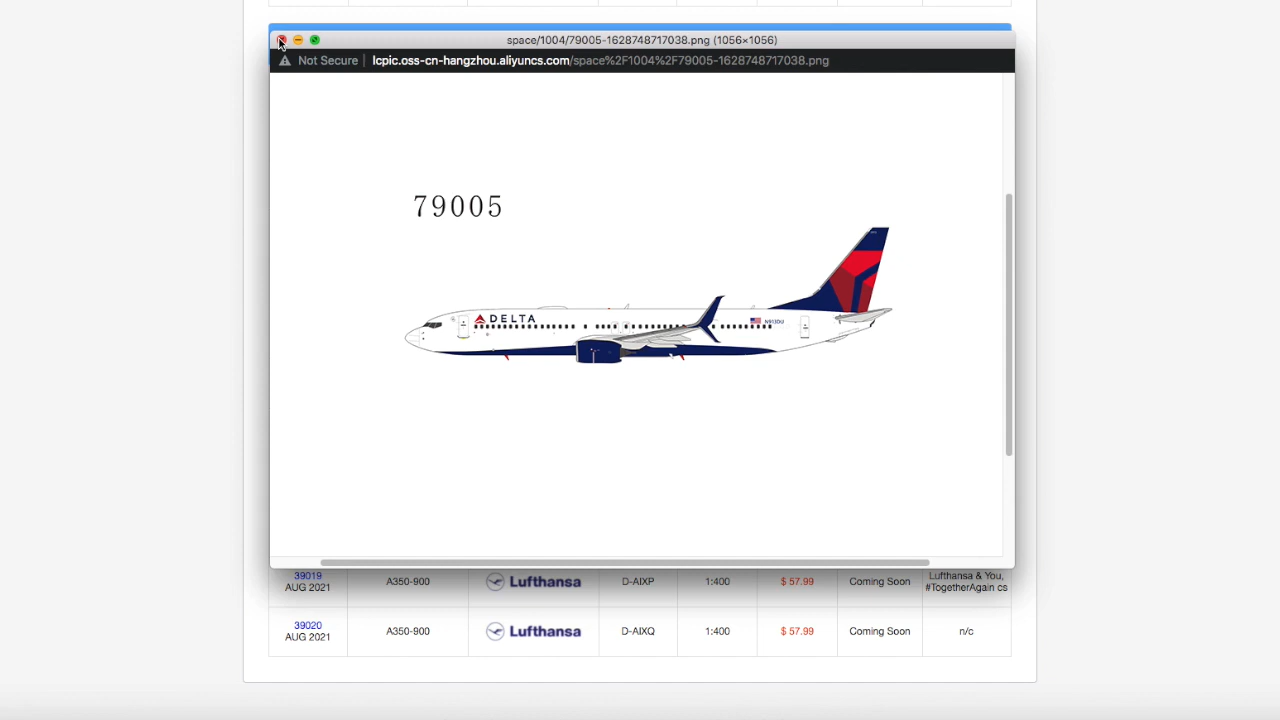 space/1004/79005-1628748717038.png (1056×1056)
Not Secure | lcpic.oss-cn-hangzhou.aliyuncs.com/space%2F1004%2F79005-1628748717038.png
79005
DELTA
39019
AUG 2021
A350-900
Lufthansa
D-AIXP
1:400
$ 57.99
Coming Soon
Lufthansa & You,
#TogetherAgain cs
39020
AUG 2021
A350-900
Lufthansa
D-AIXQ
1:400
$ 57.99
Coming Soon
n/c